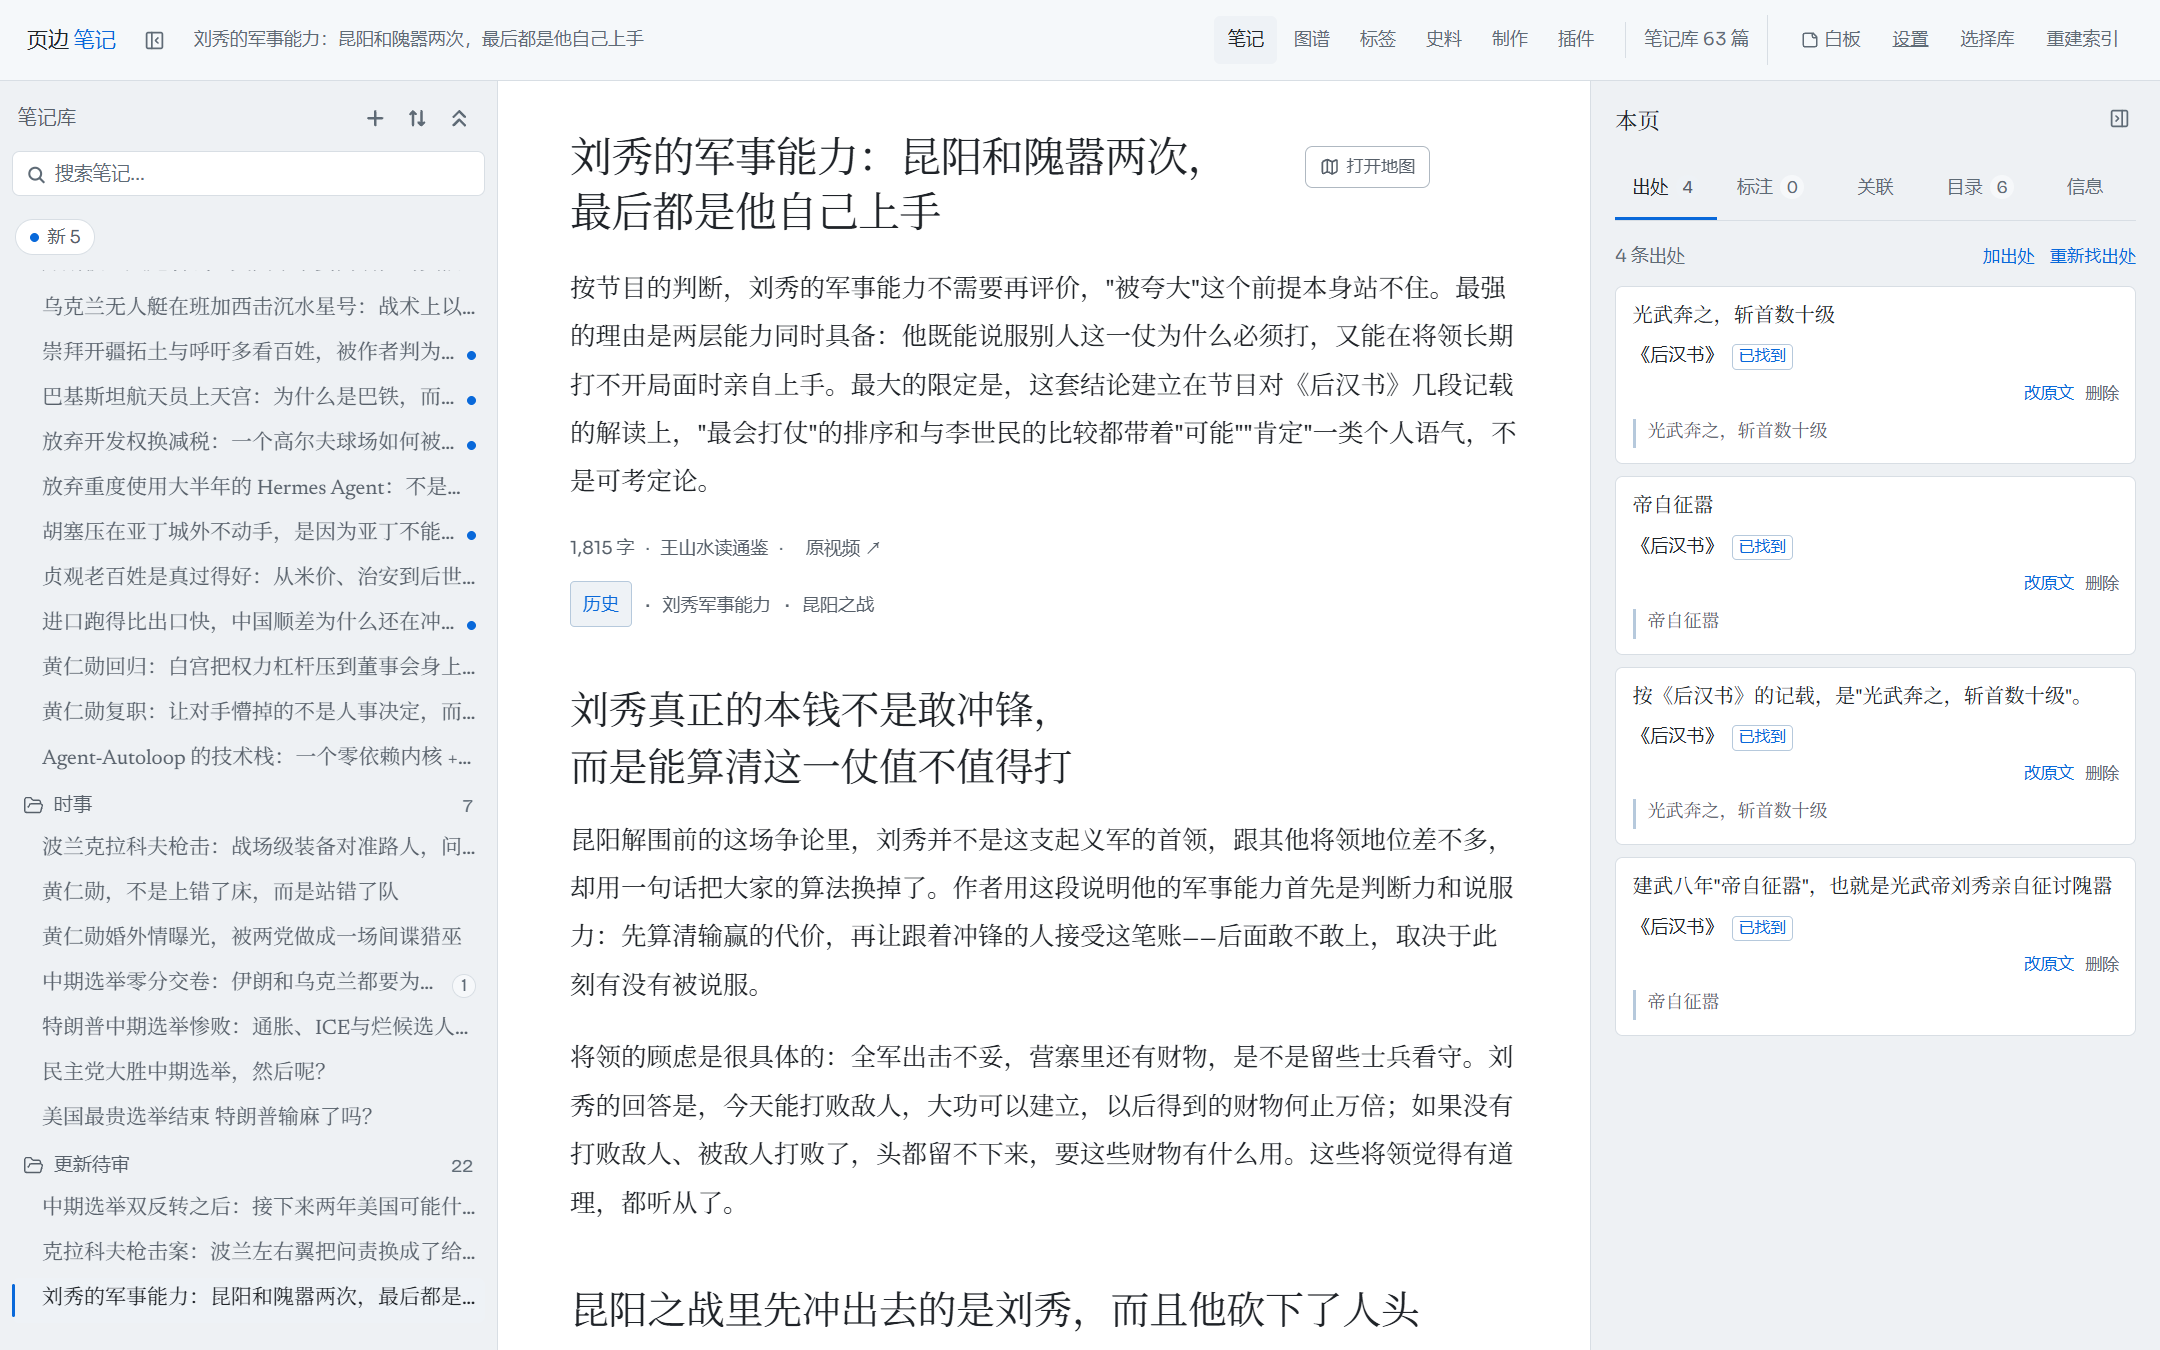 页边 笔记
刘秀的军事能力：昆阳和隗嚣两次，最后都是他自己上手
笔记 图谱 标签 史料 制作 插件 笔记库 63 篇 白板 设置 选择库 重建索引
笔记库
搜索笔记...
新 5
乌克兰无人艇在班加西击沉水星号：战术上以...
崇拜开疆拓土与呼吁多看百姓，被作者判为...
巴基斯坦航天员上天宫：为什么是巴铁，而...
放弃开发权换减税：一个高尔夫球场如何被...
放弃重度使用大半年的 Hermes Agent：不是...
胡塞压在亚丁城外不动手，是因为亚丁不能...
贞观老百姓是真过得好：从米价、治安到后世...
进口跑得比出口快，中国顺差为什么还在冲...
黄仁勋回归：白宫把权力杠杆压到董事会身上...
黄仁勋复职：让对手懵掉的不是人事决定，而...
Agent-Autoloop 的技术栈：一个零依赖内核 +...
时事 7
波兰克拉科夫枪击：战场级装备对准路人，问...
黄仁勋，不是上错了床，而是站错了队
黄仁勋婚外情曝光，被两党做成一场间谍猎巫
中期选举零分交卷：伊朗和乌克兰都要为... 1
特朗普中期选举惨败：通胀、ICE与烂候选人...
民主党大胜中期选举，然后呢？
美国最贵选举结束 特朗普输麻了吗？
更新待审 22
中期选举双反转之后：接下来两年美国可能什...
克拉科夫枪击案：波兰左右翼把问责换成了给...
刘秀的军事能力：昆阳和隗嚣两次，最后都是...
刘秀的军事能力：昆阳和隗嚣两次，
最后都是他自己上手
打开地图
按节目的判断，刘秀的军事能力不需要再评价，"被夸大"这个前提本身站不住。最强
的理由是两层能力同时具备：他既能说服别人这一仗为什么必须打，又能在将领长期
打不开局面时亲自上手。最大的限定是，这套结论建立在节目对《后汉书》几段记载
的解读上，"最会打仗"的排序和与李世民的比较都带着"可能""肯定"一类个人语气，不
是可考定论。
1,815 字 · 王山水读通鉴 · 原视频 ↗
历史 · 刘秀军事能力 · 昆阳之战
刘秀真正的本钱不是敢冲锋，
而是能算清这一仗值不值得打
昆阳解围前的这场争论里，刘秀并不是这支起义军的首领，跟其他将领地位差不多，
却用一句话把大家的算法换掉了。作者用这段说明他的军事能力首先是判断力和说服
力：先算清输赢的代价，再让跟着冲锋的人接受这笔账——后面敢不敢上，取决于此
刻有没有被说服。
将领的顾虑是很具体的：全军出击不妥，营寨里还有财物，是不是留些士兵看守。刘
秀的回答是，今天能打败敌人，大功可以建立，以后得到的财物何止万倍；如果没有
打败敌人、被敌人打败了，头都留不下来，要这些财物有什么用。这些将领觉得有道
理，都听从了。
昆阳之战里先冲出去的是刘秀，而且他砍下了人头
本页
出处 4 标注 0 关联 目录 6 信息
4 条出处 加出处 重新找出处
光武奔之，斩首数十级
《后汉书》 已找到
改原文 删除
光武奔之，斩首数十级
帝自征嚣
《后汉书》 已找到
改原文 删除
帝自征嚣
按《后汉书》的记载，是"光武奔之，斩首数十级"。
《后汉书》 已找到
改原文 删除
光武奔之，斩首数十级
建武八年"帝自征嚣"，也就是光武帝刘秀亲自征讨隗嚣
《后汉书》 已找到
改原文 删除
帝自征嚣